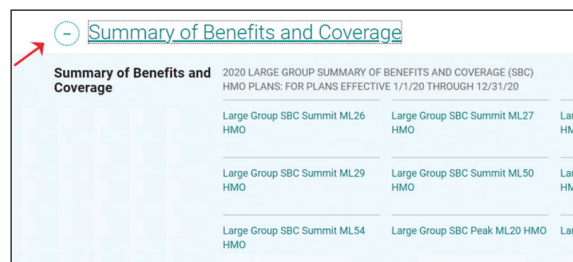 Summary of Benefits and Coverage
Summary of Benefits and
Coverage
2020 LARGE GROUP SUMMARY OF BENEFITS AND COVERAGE (SBC)
HMO PLANS: FOR PLANS EFFECTIVE 1/1/20 THROUGH 12/31/20
Large Group SBC Summit ML26
HMO
Large Group SBC Summit ML27
HMO
Large Group SBC Summit ML29
HMO
Large Group SBC Summit ML50
HMO
Large Group SBC Summit ML54
HMO
Large Group SBC Peak ML20 HMO